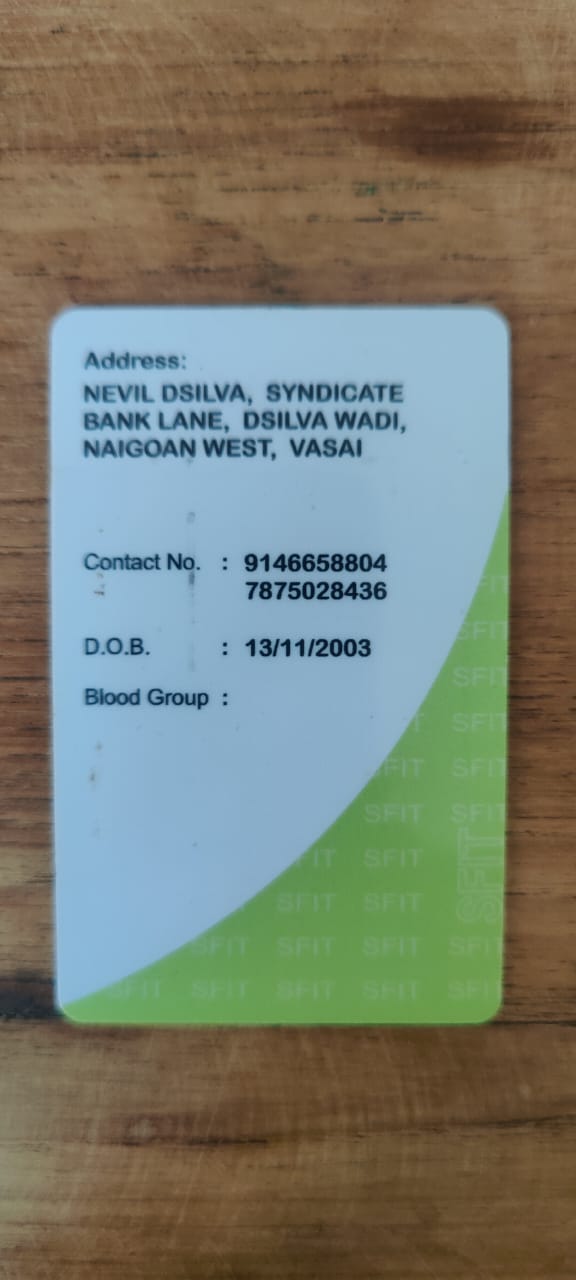 Address:
NEVIL DSILVA, SYNDICATE
BANK LANE, DSILVA WADI,
NAIGOAN WEST, VASAI
Contact No. : 9146658804
7875028436
D.O.B. : 13/11/2003
Blood Group :
SFIT
SFIT
SFIT
SFIT
SFIT SFIT
SFIT SFIT
SFIT
SFIT SFIT
SFIT
SFIT SFIT SFIT SFIT
SFIT SFIT SFIT SFIT SFIT